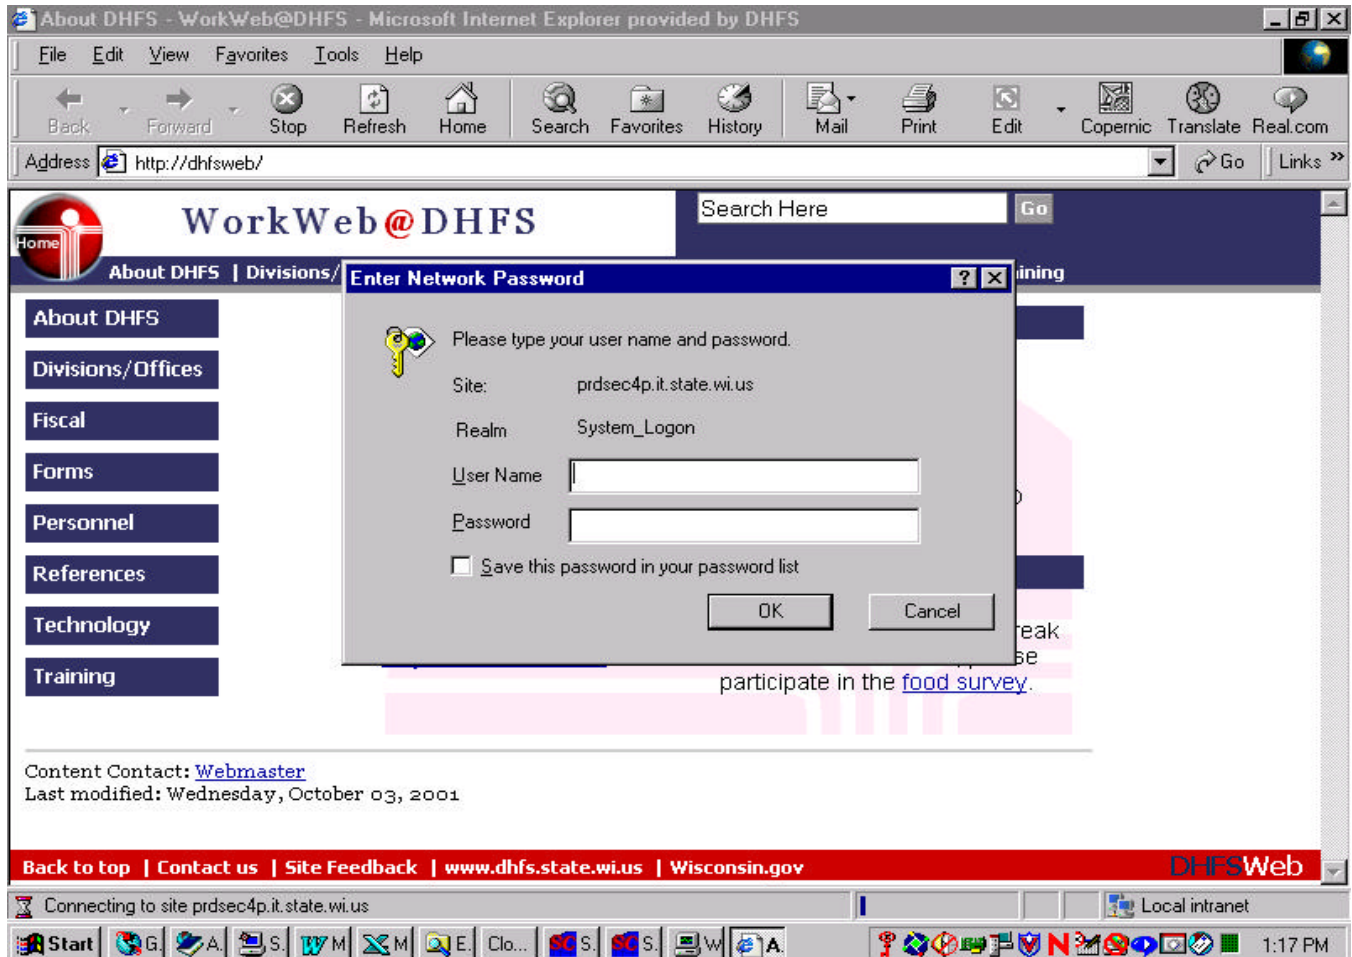 About DHFS - WorkWeb@DHFS - Microsoft Internet Explorer provided by DHFS
File Edit View Favorites Tools Help
Back Forward Stop Refresh Home Search Favorites History Mail Print Edit Copernic Translate Real.com
Address http://dhfsweb/ Go Links »
Home
WorkWeb@DHFS
Search Here Go
About DHFS | Divisions/ ining
Enter Network Password
Please type your user name and password.
Site: prdsec4p.it.state.wi.us
Realm System_Logon
User Name
Password
Save this password in your password list
OK Cancel
About DHFS
Divisions/Offices
Fiscal
Forms
Personnel
References
Technology
Training
reak
se
participate in the food survey.
Content Contact: Webmaster
Last modified: Wednesday, October 03, 2001
Back to top | Contact us | Site Feedback | www.dhfs.state.wi.us | Wisconsin.gov DHFSWeb
Connecting to site prdsec4p.it.state.wi.us Local intranet
Start G. A. S. M M E. Clo... S. S. W A. 1:17 PM